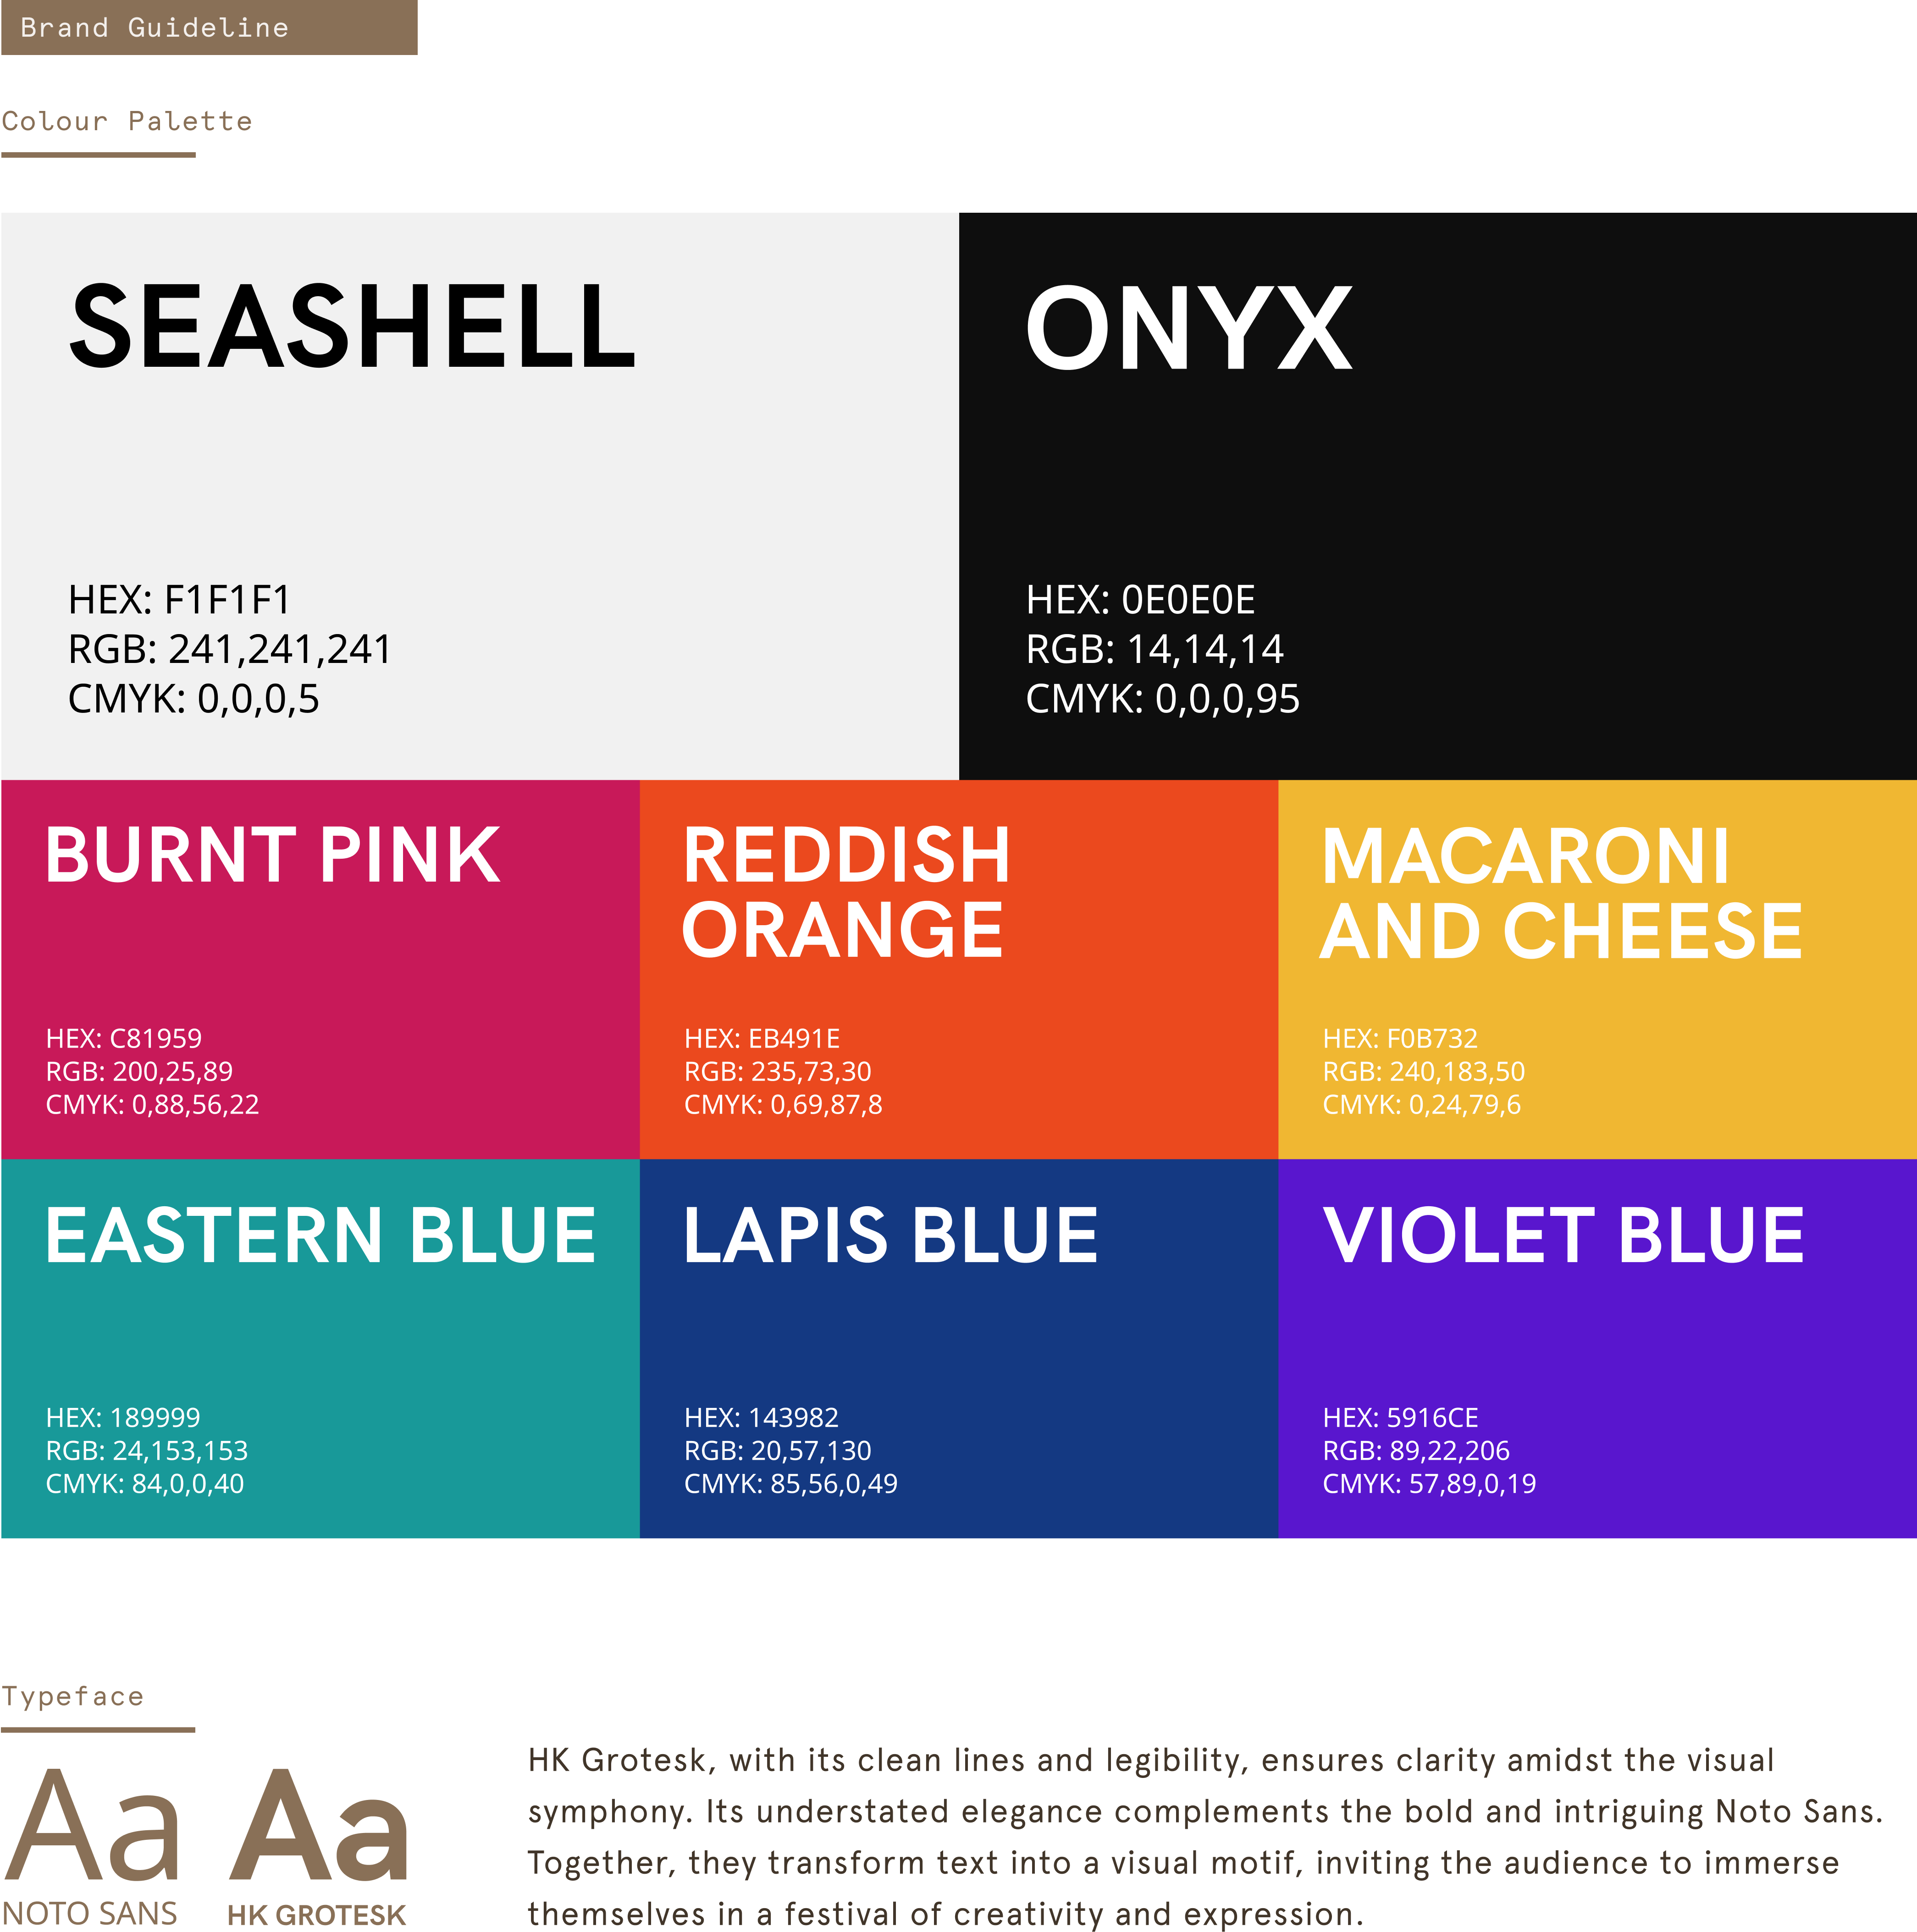 Brand Guideline
Colour Palette
SEASHELL
HEX: F1F1F1
RGB: 241,241,241
CMYK: 0,0,0,5
ONYX
HEX: 0E0E0E
RGB: 14,14,14
CMYK: 0,0,0,95
BURNT PINK
HEX: C81959
RGB: 200,25,89
CMYK: 0,88,56,22
REDDISH
ORANGE
HEX: EB491E
RGB: 235,73,30
CMYK: 0,69,87,8
MACARONI
AND CHEESE
HEX: F0B732
RGB: 240,183,50
CMYK: 0,24,79,6
EASTERN BLUE
HEX: 189999
RGB: 24,153,153
CMYK: 84,0,0,40
LAPIS BLUE
HEX: 143982
RGB: 20,57,130
CMYK: 85,56,0,49
VIOLET BLUE
HEX: 5916CE
RGB: 89,22,206
CMYK: 57,89,0,19
Typeface
Aa
NOTO SANS
Aa
HK GROTESK
HK Grotesk, with its clean lines and legibility, ensures clarity amidst the visual
symphony. Its understated elegance complements the bold and intriguing Noto Sans.
Together, they transform text into a visual motif, inviting the audience to immerse
themselves in a festival of creativity and expression.